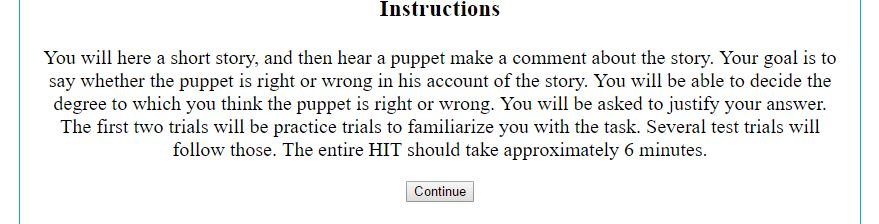 Instructions
You will here a short story, and then hear a puppet make a comment about the story. Your goal is to
say whether the puppet is right or wrong in his account of the story. You will be able to decide the
degree to which you think the puppet is right or wrong. You will be asked to justify your answer.
The first two trials will be practice trials to familiarize you with the task. Several test trials will
follow those. The entire HIT should take approximately 6 minutes.
Continue